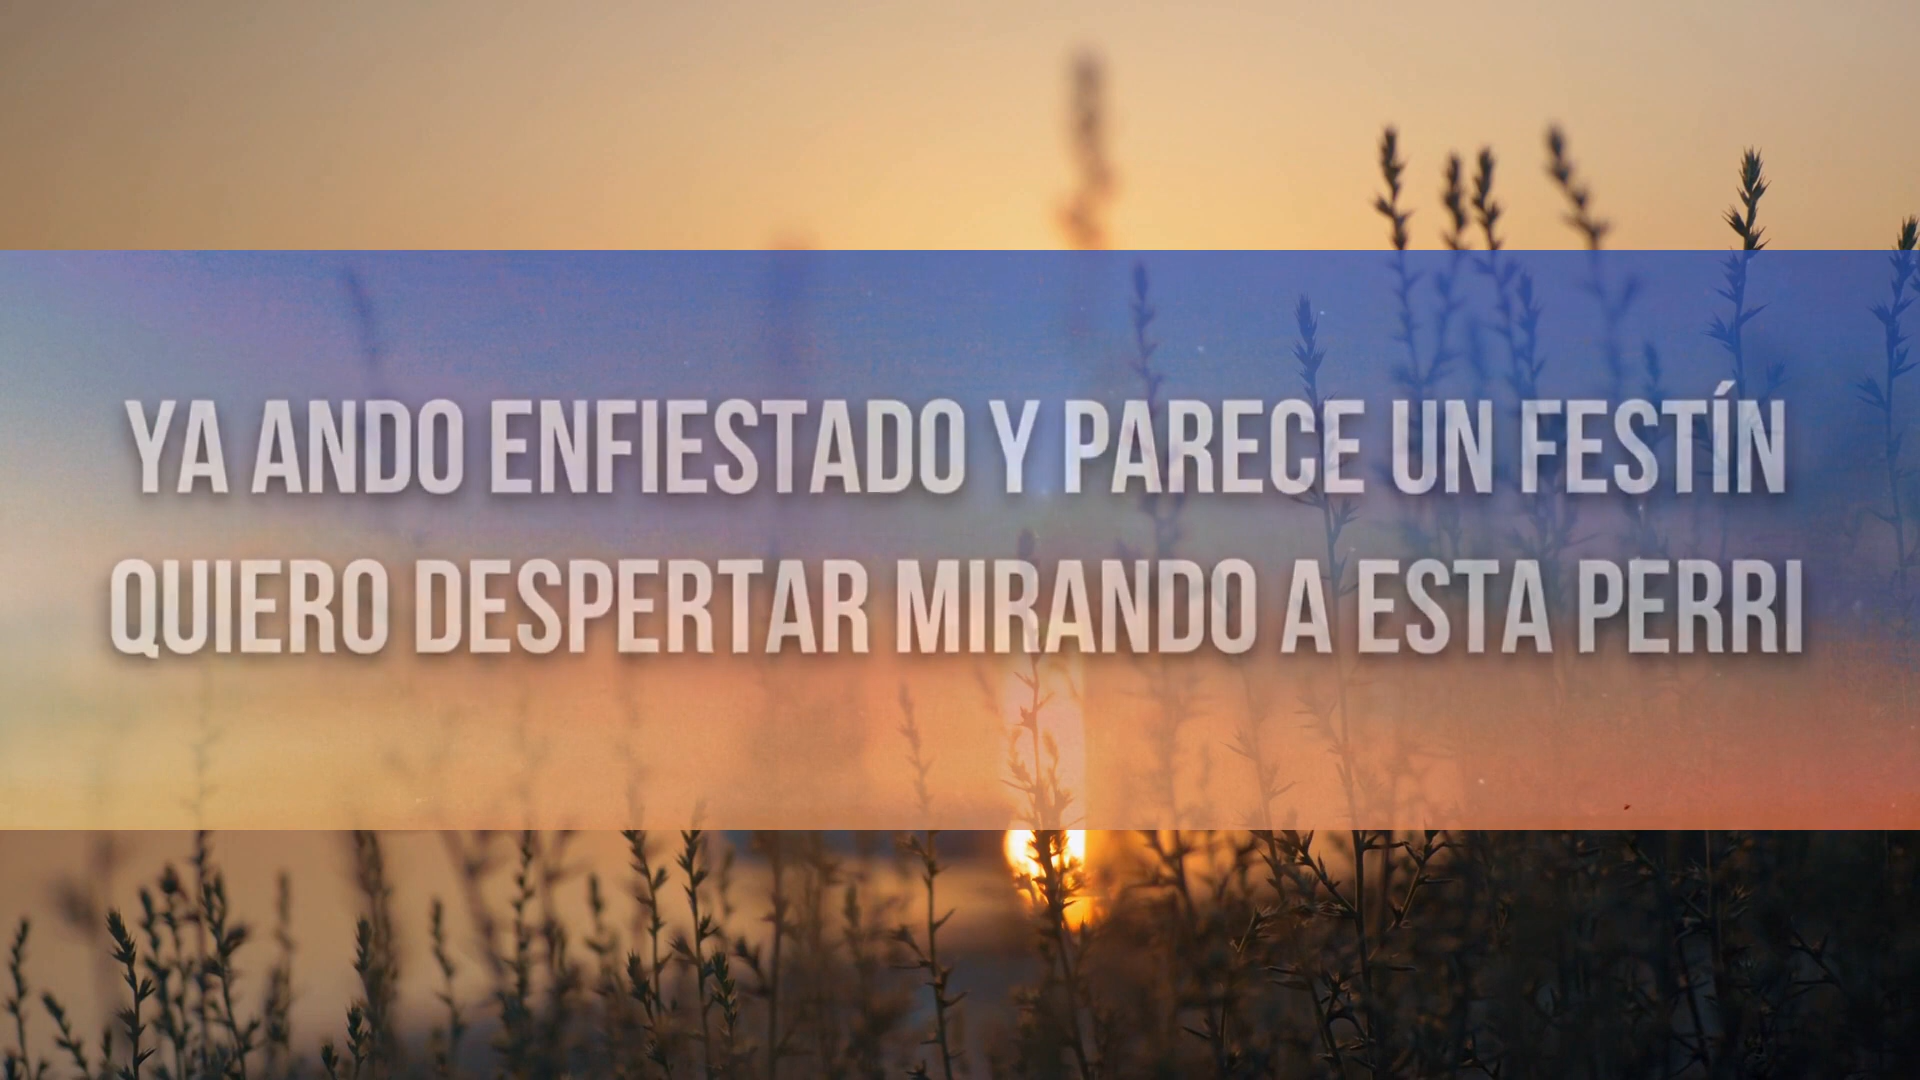 YA ANDO ENFIESTADO Y PARECE UN FESTÍN
QUIERO DESPERTAR MIRANDO A ESTA PERRI